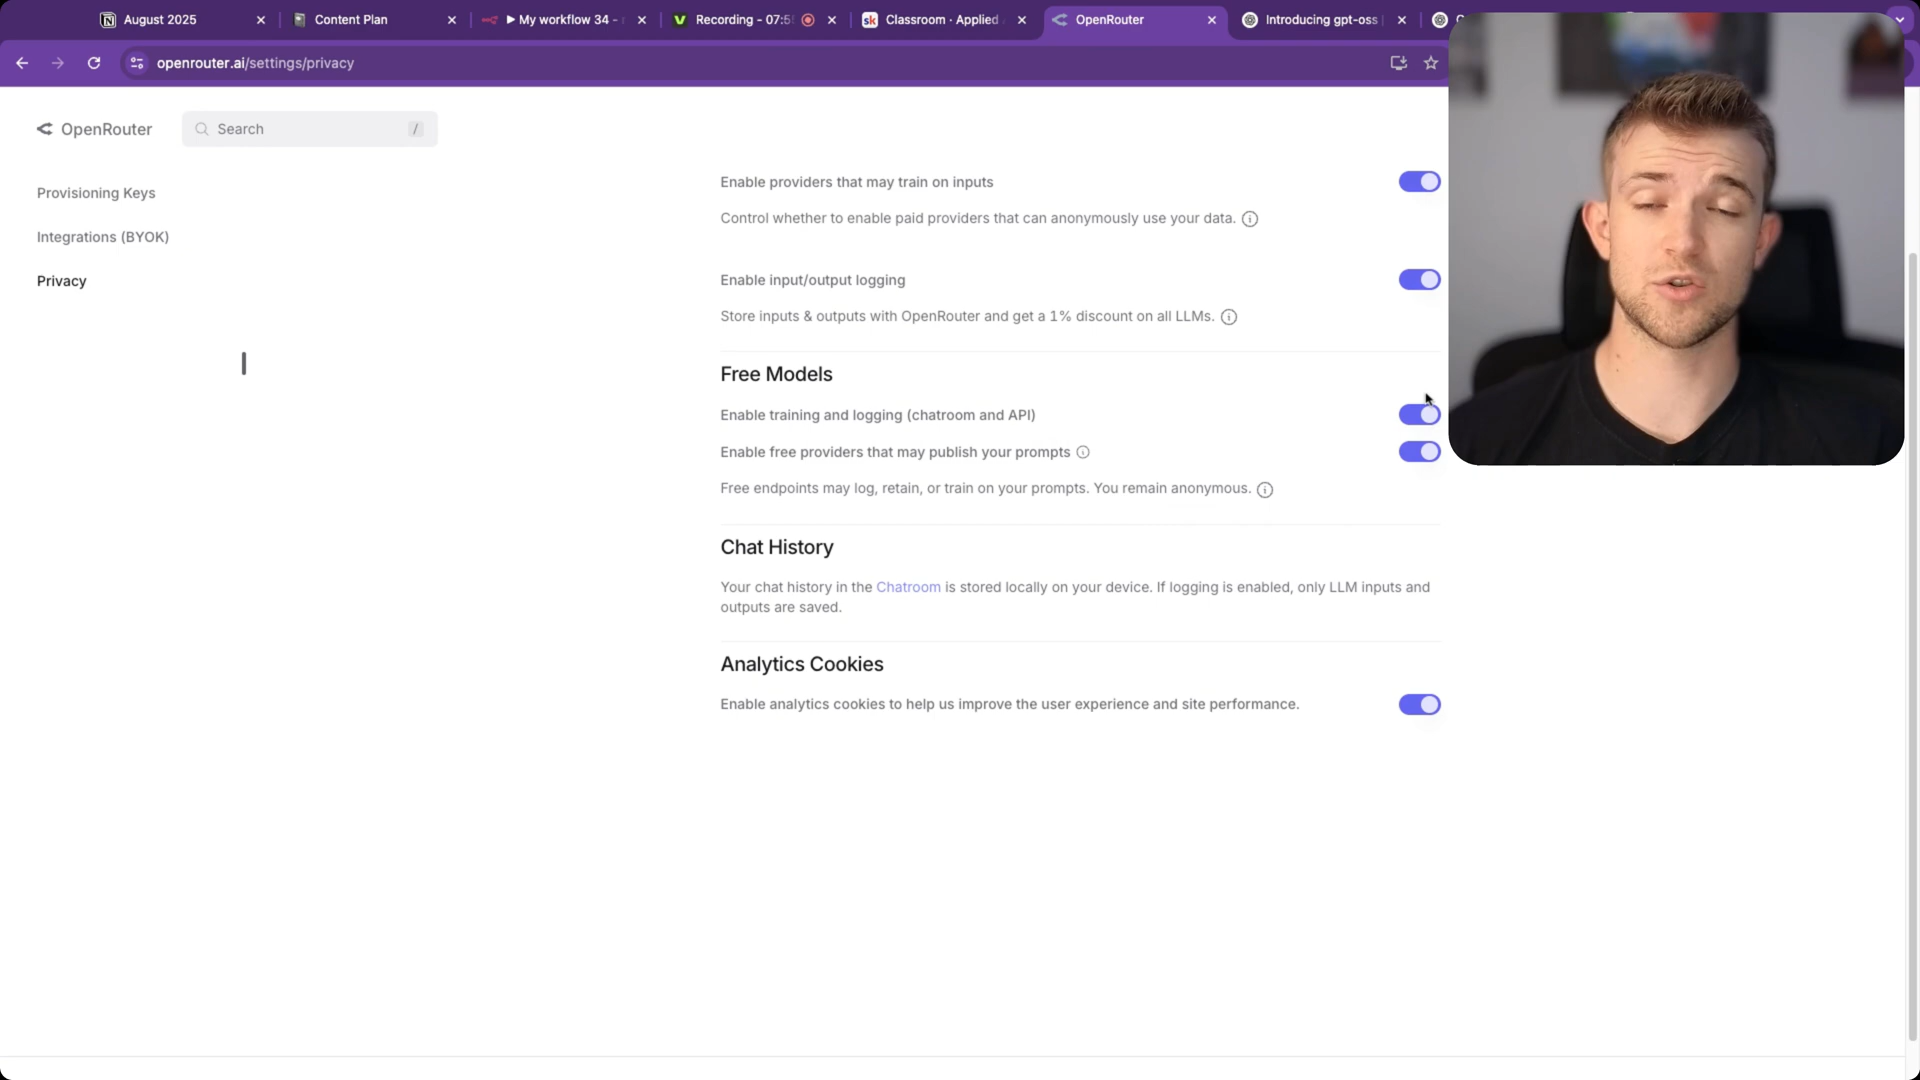 August 2025
Content Plan
My workflow 34 -
Recording - 07:5
Classroom · Applied
OpenRouter
Introducing gpt-oss
openrouter.ai/settings/privacy
OpenRouter
Search
/
Provisioning Keys
Integrations (BYOK)
Privacy
Enable providers that may train on inputs
Control whether to enable paid providers that can anonymously use your data.
Enable input/output logging
Store inputs & outputs with OpenRouter and get a 1% discount on all LLMs.
Free Models
Enable training and logging (chatroom and API)
Enable free providers that may publish your prompts
Free endpoints may log, retain, or train on your prompts. You remain anonymous.
Chat History
Your chat history in the Chatroom is stored locally on your device. If logging is enabled, only LLM inputs and
outputs are saved.
Analytics Cookies
Enable analytics cookies to help us improve the user experience and site performance.